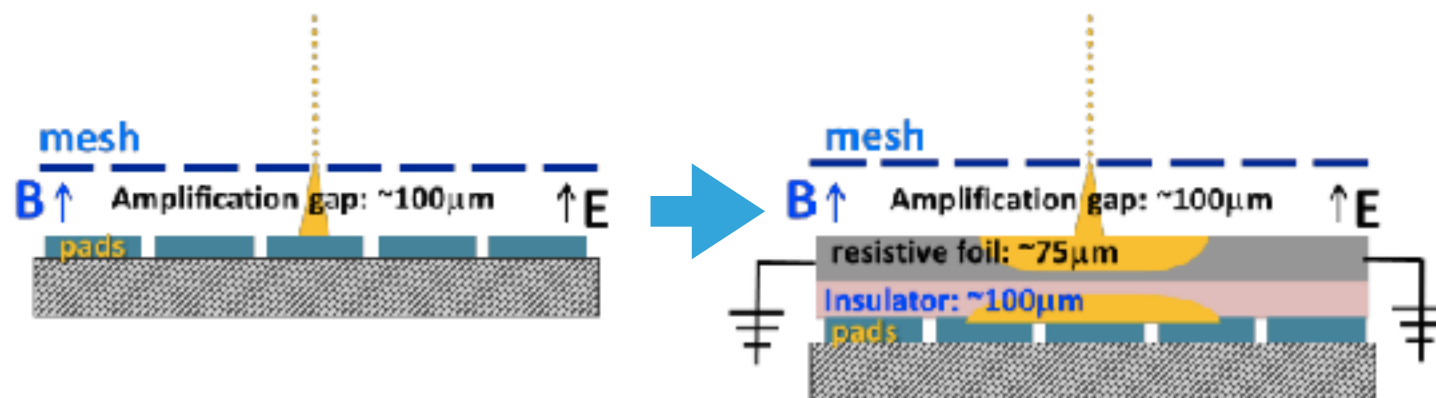 mesh
B↑ Amplification gap: ~100μm ↑E
pads
mesh
B↑ Amplification gap: ~100μm ↑E
resistive foil: ~75μm
Insulator: ~100μm
pads